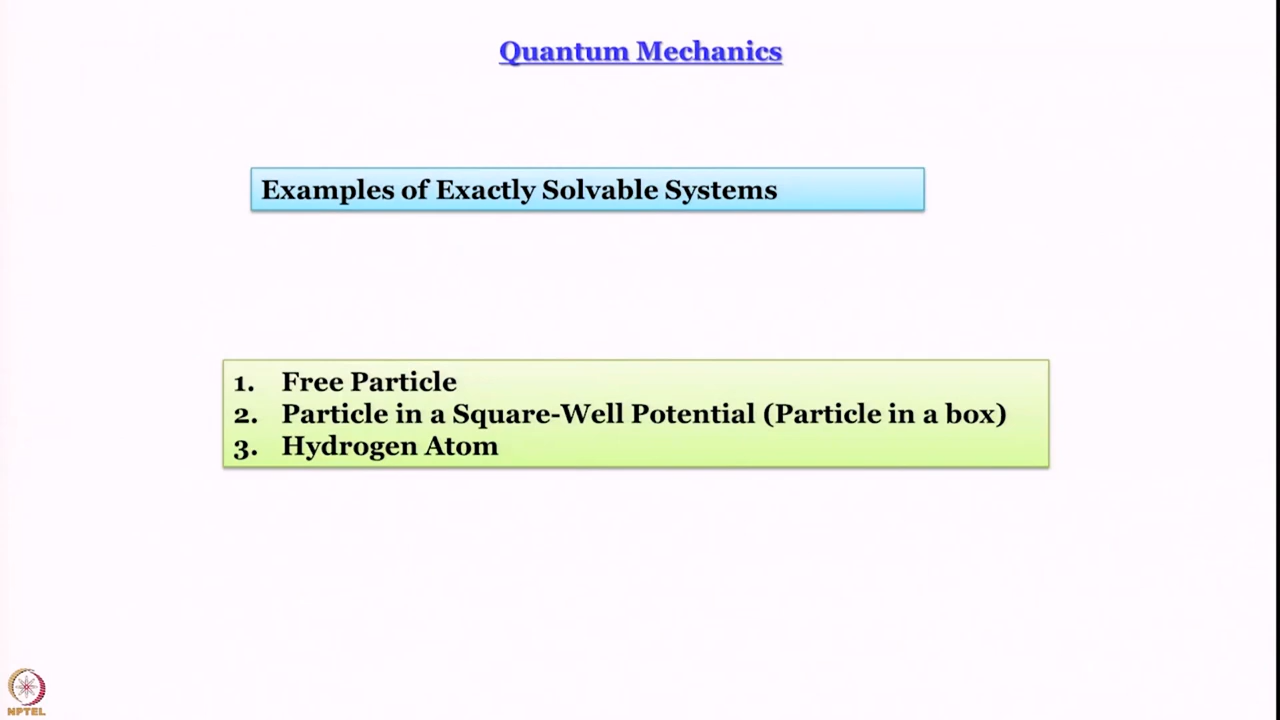 Quantum Mechanics
Examples of Exactly Solvable Systems
1. Free Particle
2. Particle in a Square-Well Potential (Particle in a box)
3. Hydrogen Atom
NPTEL